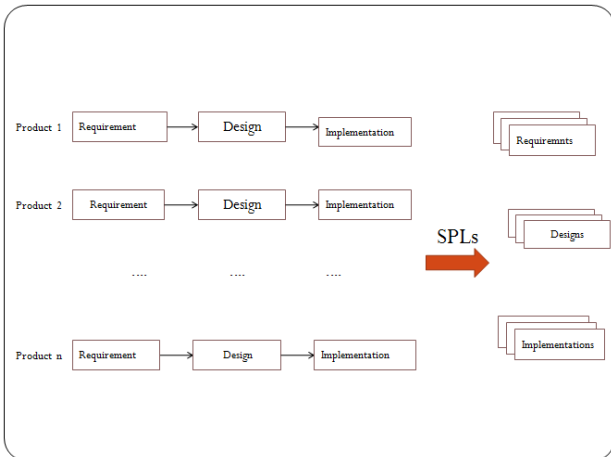 Product 1
Requirement
Design
Implementation
Requiremnts
Product 2
Requirement
Design
Implementation
SPLs
Designs
....
....
....
Product n
Requirement
Design
Implementation
Implementations